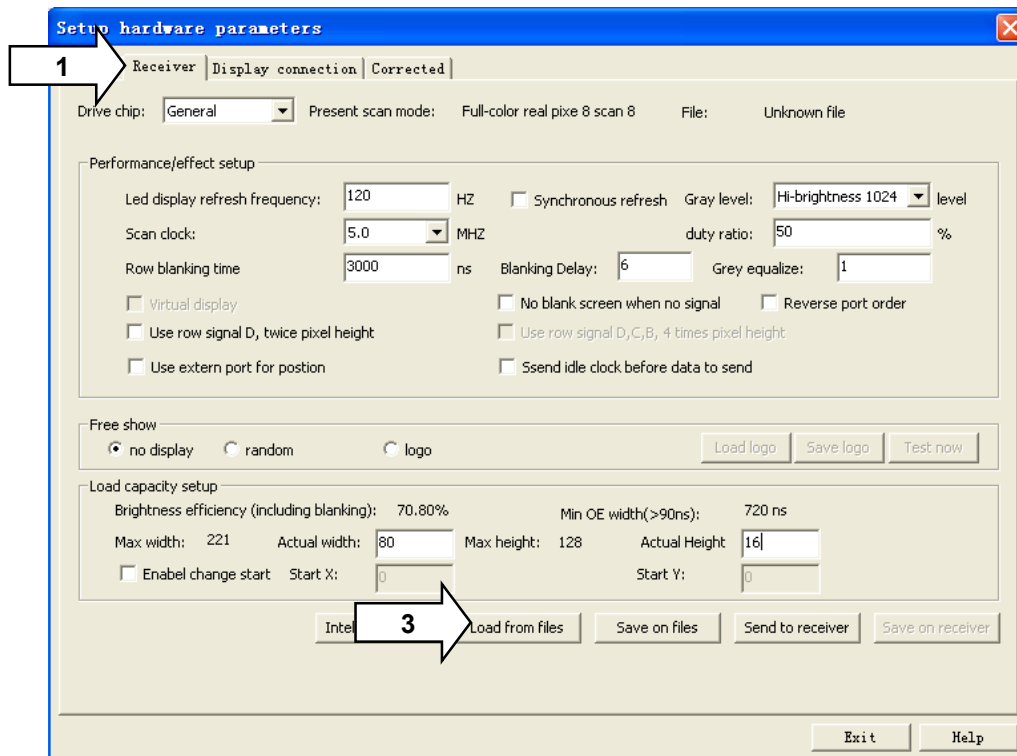 Setup hardware parameters
1 Receiver Display connection Corrected
Drive chip: General Present scan mode: Full-color real pixe 8 scan 8 File: Unknown file
Performance/effect setup
Led display refresh frequency: 120 HZ Synchronous refresh Gray level: Hi-brightness 1024 level
Scan clock: 5.0 MHZ duty ratio: 50 %
Row blanking time 3000 ns Blanking Delay: 6 Grey equalize: 1
Virtual display No blank screen when no signal Reverse port order
Use row signal D, twice pixel height Use row signal D,C,B, 4 times pixel height
Use extern port for postion Ssend idle clock before data to send
Free show
no display random logo Load logo Save logo Test now
Load capacity setup
Brightness efficiency (including blanking): 70.80% Min OE width(>90ns): 720 ns
Max width: 221 Actual width: 80 Max height: 128 Actual Height 16
Enabel change start Start X: 0 Start Y: 0
3 Load from files Save on files Send to receiver Save on receiver
Exit Help